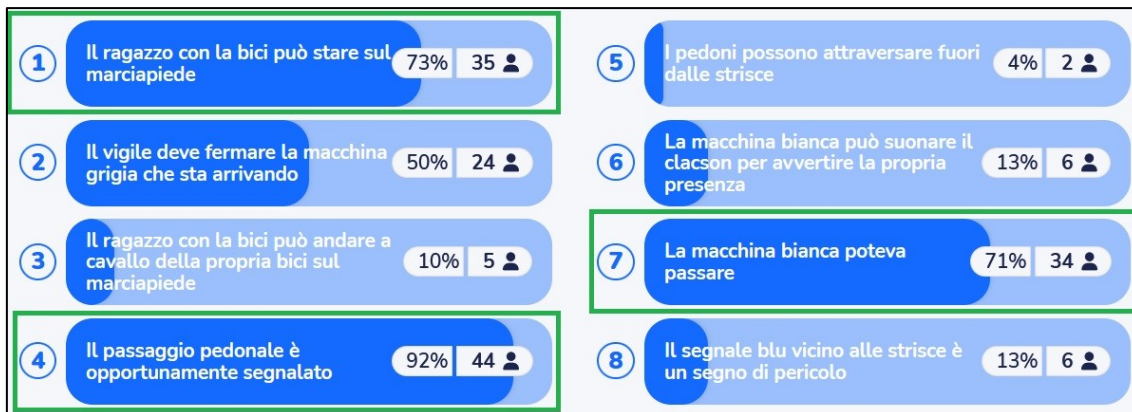 1
Il ragazzo con la bici può stare sul
marciapiede
73% 35
2
Il vigile deve fermare la macchina
grigia che sta arrivando
50% 24
3
Il ragazzo con la bici può andare a
cavallo della propria bici sul
marciapiede
10% 5
4
Il passaggio pedonale è
opportunamente segnalato
92% 44
5
I pedoni possono attraversare fuori
dalle strisce
4% 2
6
La macchina bianca può suonare il
clacson per avvertire la propria
presenza
13% 6
7
La macchina bianca poteva
passare
71% 34
8
Il segnale blu vicino alle strisce è
un segno di pericolo
13% 6